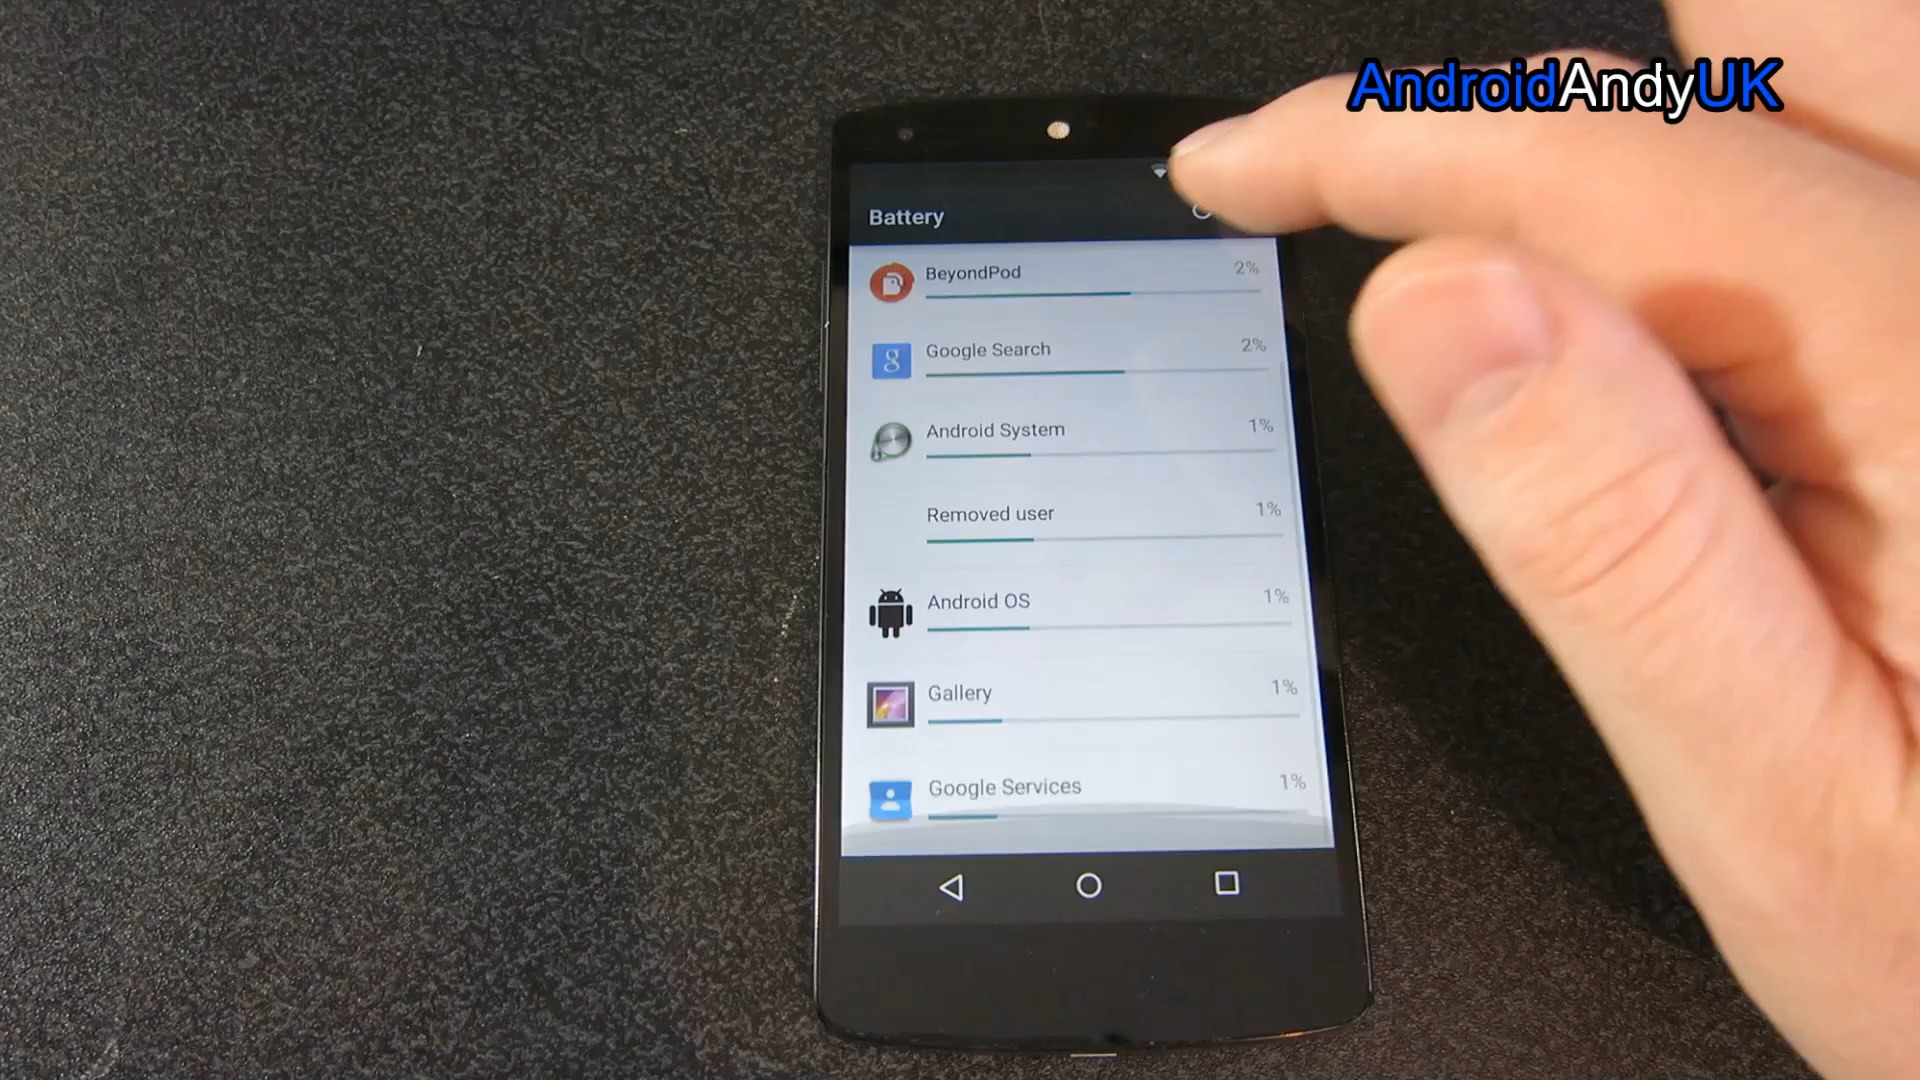 AndroidAndyUK
Battery
BeyondPod 2%
Google Search 2%
Android System 1%
Removed user 1%
Android OS 1%
Gallery 1%
Google Services 1%